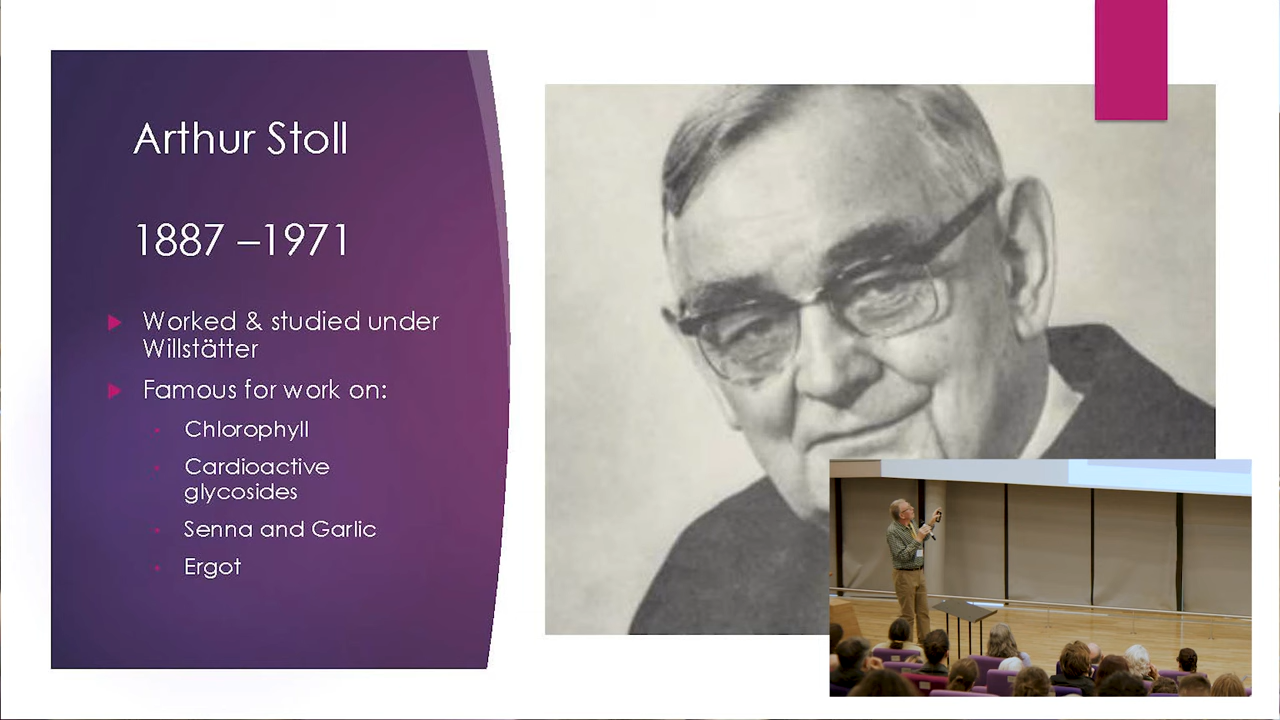 Arthur Stoll
1887 –1971
Worked & studied under
Willstätter
Famous for work on:
Chlorophyll
Cardioactive
glycosides
Senna and Garlic
Ergot